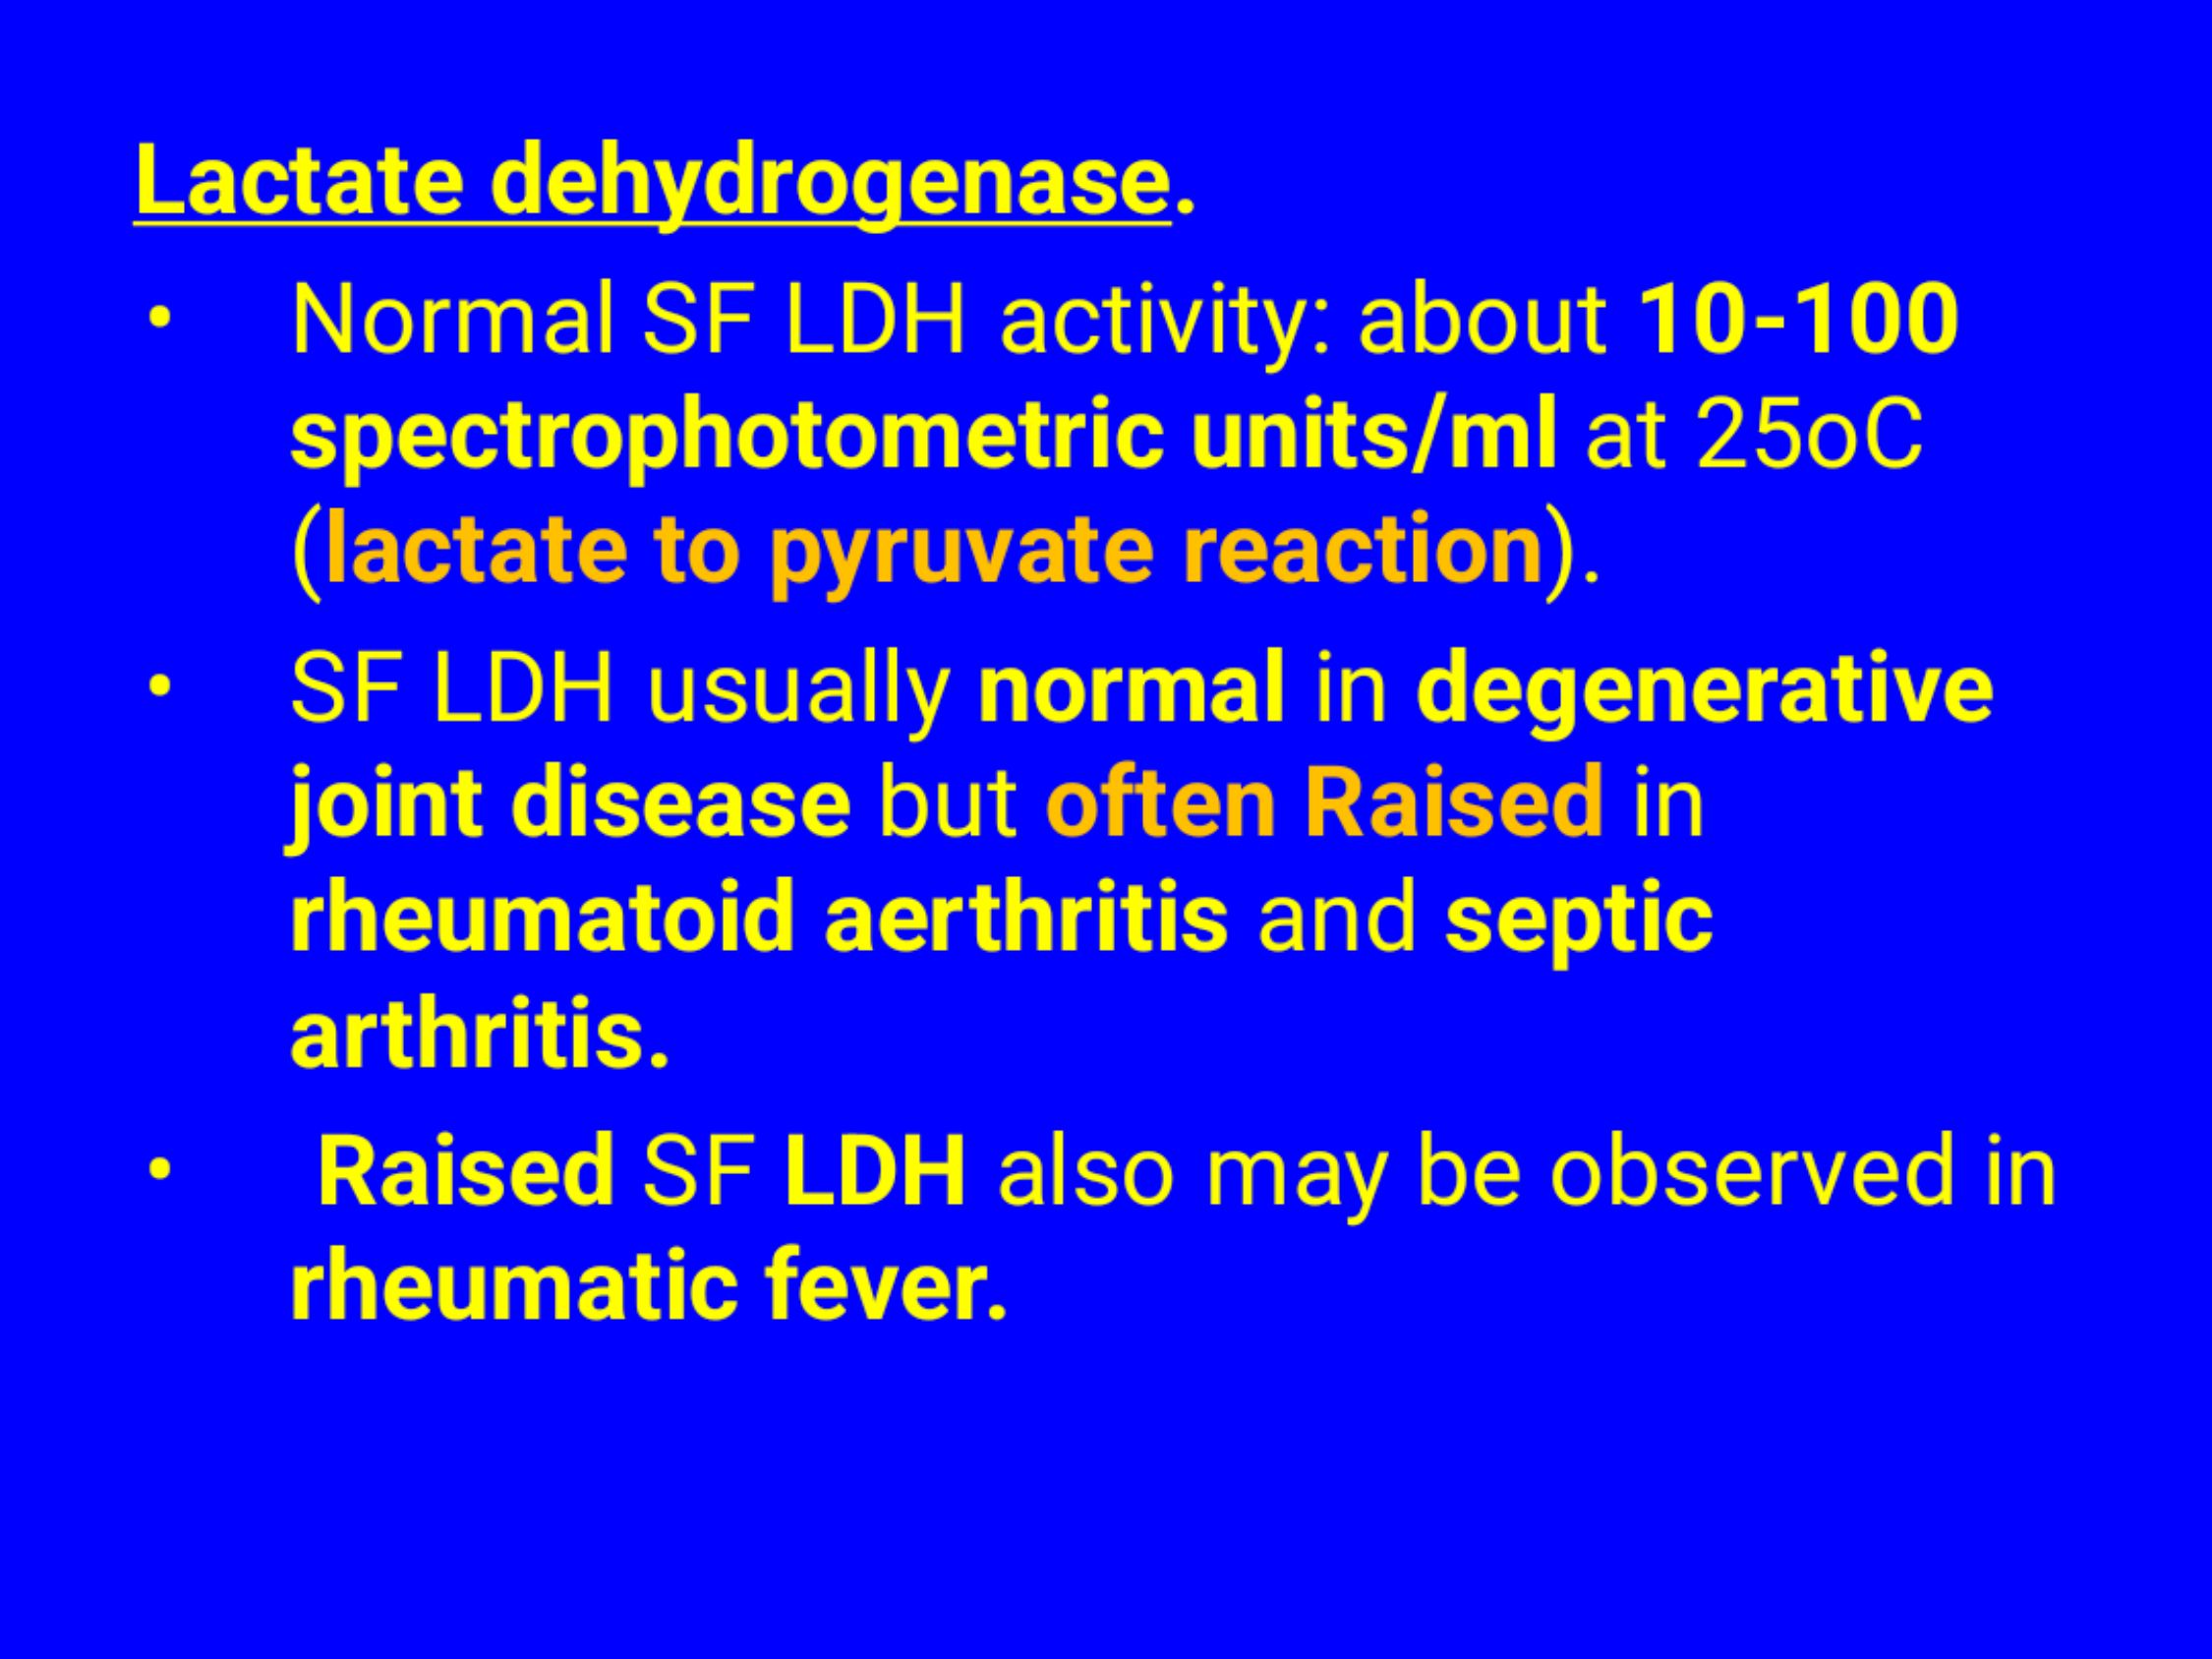 Lactate dehydrogenase.
• Normal SF LDH activity: about 10-100
spectrophotometric units/ml at 25oC
(lactate to pyruvate reaction).
• SF LDH usually normal in degenerative
joint disease but often Raised in
rheumatoid aerthritis and septic
arthritis.
• Raised SF LDH also may be observed in
rheumatic fever.